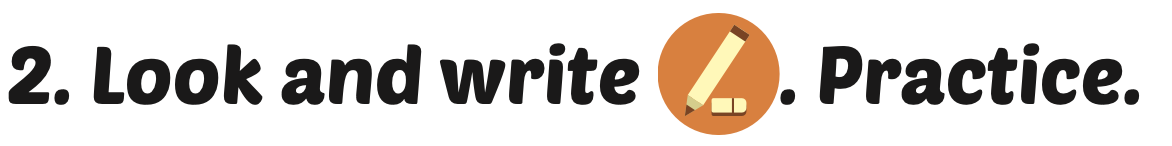 2. Look and write . Practice.